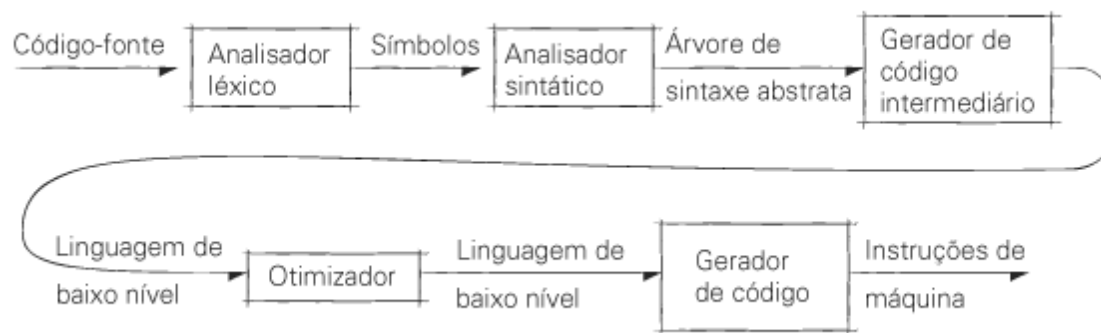 Código-fonte
Analisador
léxico
Símbolos
Analisador
sintático
Árvore de
sintaxe abstrata
Gerador de
código
intermediário
Linguagem de
baixo nível
Otimizador
Linguagem de
baixo nível
Gerador
de código
Instruções de
máquina